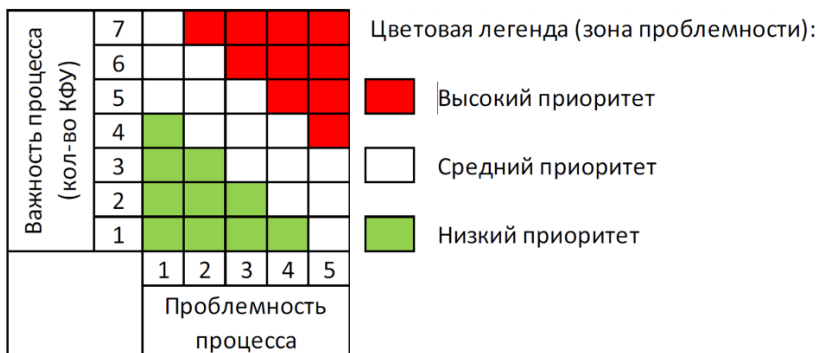 Цветовая легенда (зона проблемности):
Важность процесса
(кол-во КФУ)
7
6
5
4
3
2
1
1 2 3 4 5
Проблемность
процесса
Высокий приоритет
Средний приоритет
Низкий приоритет